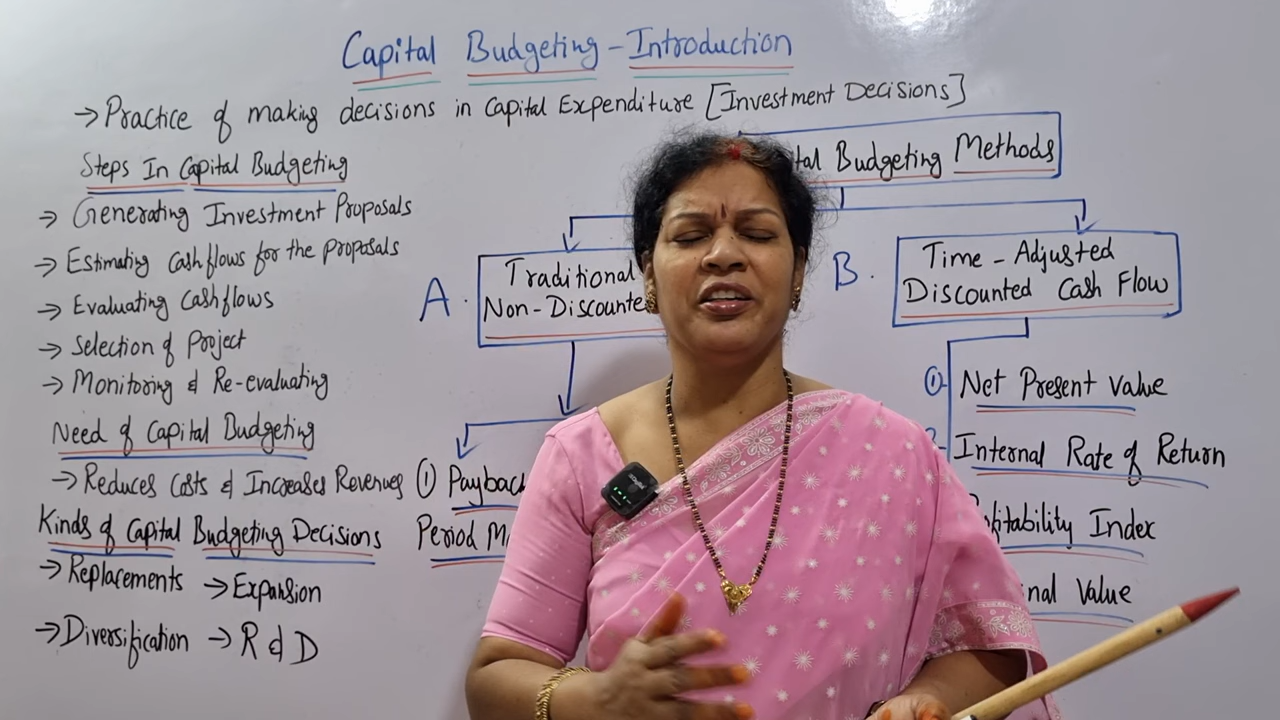 Capital Budgeting - Introduction
→ Practice of making decisions in Capital Expenditure [Investment Decisions]
Steps In Capital Budgeting
→ Generating Investment Proposals
→ Estimating Cashflows for the Proposals
→ Evaluating Cashflows
→ Selection of Project
→ Monitoring & Re-evaluating
Need of Capital Budgeting
→ Reduces Costs & Increases Revenues
Kinds of Capital Budgeting Decisions
→ Replacements → Expansion
→ Diversification → R & D
Budgeting Methods
A.
Traditional
Non-Discounte
① Payback
Period
B.
Time - Adjusted
Discounted Cash Flow
① Net Present Value
Internal Rate of Return
Index
Value